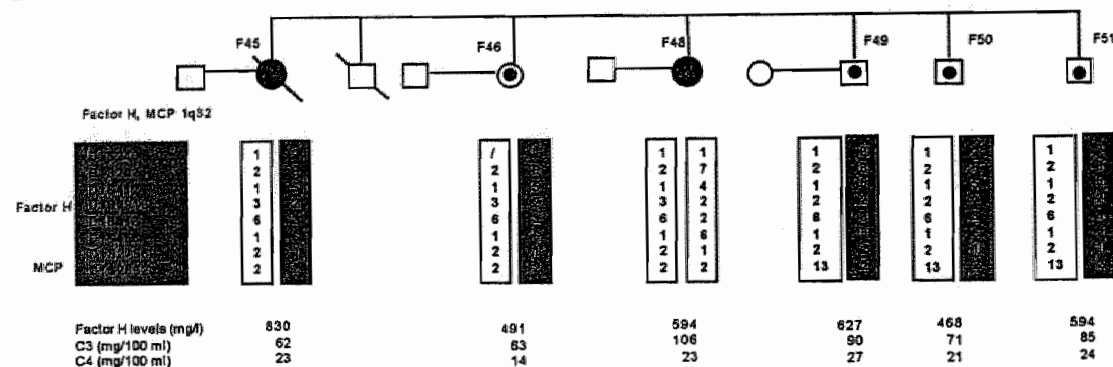 F45 F46 F48 F49 F50 F51
Factor H, MCP 1q32
Factor H
MCP
1 / 1 1 1 1 1
2 2 2 7 2 2 2
1 1 1 4 1 1 1
3 3 3 2 2 2 2
6 6 6 2 6 6 6
1 1 1 6 1 1 1
2 2 2 1 2 2 2
2 2 2 2 13 13 13
Factor H levels (mg/l) 830 491 594 627 468 594
C3 (mg/100 ml) 62 63 106 90 71 85
C4 (mg/100 ml) 23 14 23 27 21 24